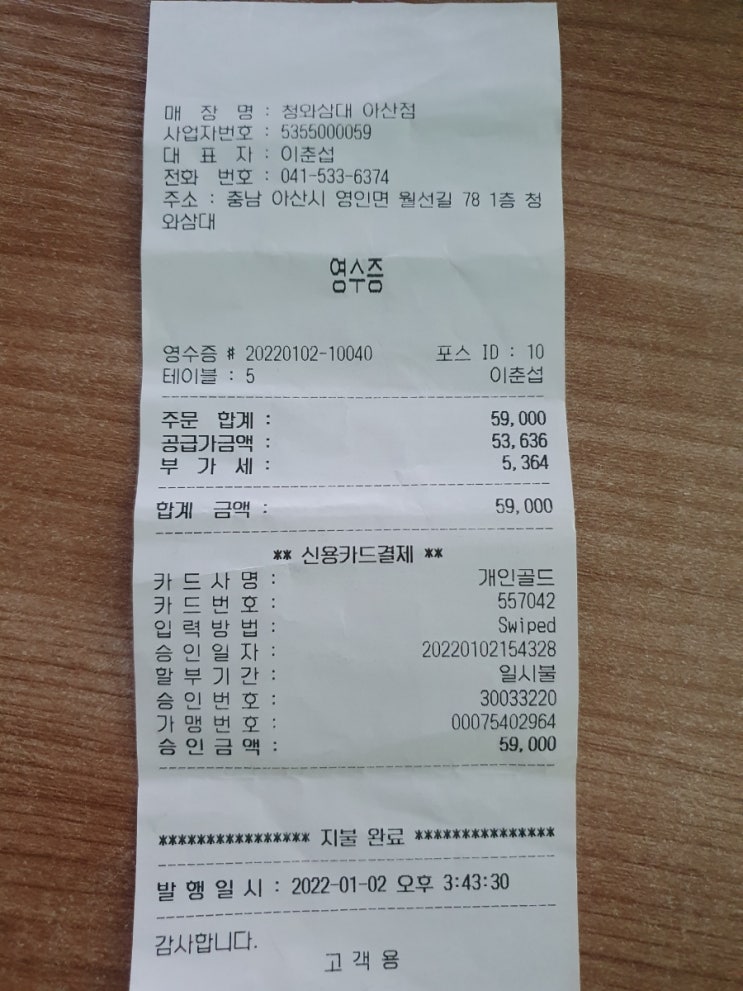 매 장 명 : 청와삼대 아산점
사업자번호 : 5355000059
대 표 자 : 이춘섭
전화 번호 : 041-533-6374
주소 : 충남 아산시 영인면 월선길 78 1층 청
와삼대
영수증
영수증 # 20220102-10040 포스 ID : 10
테이블 : 5 이춘섭
주문 합계 : 59,000
공급가금액 : 53,636
부 가 세 : 5,364
합계 금액 : 59,000
** 신용카드결제 **
카 드 사 명 : 개인골드
카 드 번 호 : 557042
입 력 방 법 : Swiped
승 인 일 자 : 20220102154328
할 부 기 간 : 일시불
승 인 번 호 : 30033220
가 맹 번 호 : 00075402964
승 인 금 액 : 59,000
**************** 지불 완료 ***************
발 행 일 시 : 2022-01-02 오후 3:43:30
감사합니다.
고 객 용